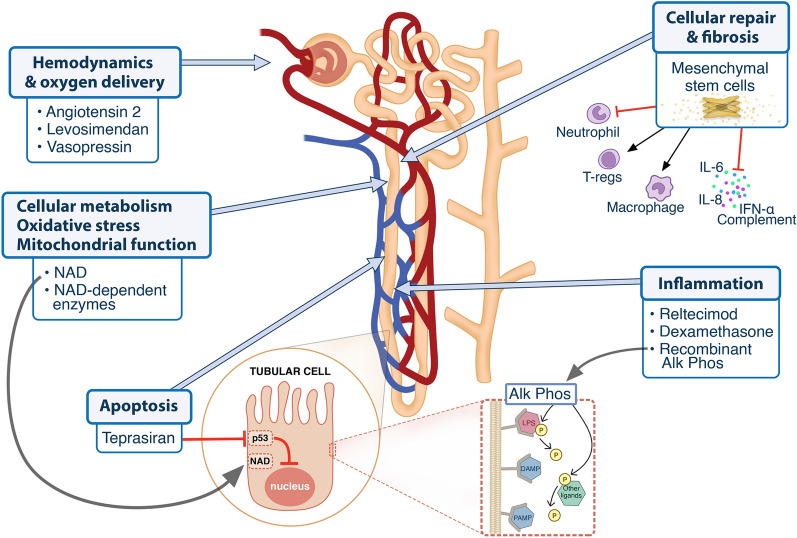 Hemodynamics
& oxygen delivery
• Angiotensin 2
• Levosimendan
• Vasopressin
Cellular repair
& fibrosis
Mesenchymal
stem cells
Neutrophil
T-regs
Macrophage
IL-6
IL-8
IFN-α
Complement
Cellular metabolism
Oxidative stress
Mitochondrial function
• NAD
• NAD-dependent
enzymes
Inflammation
• Reltecimod
• Dexamethasone
• Recombinant
Alk Phos
Apoptosis
Teprasiran
TUBULAR CELL
p53
NAD
nucleus
Alk Phos
LPS
P
P
DAMP
P
P
Other
ligands
PAMP
P